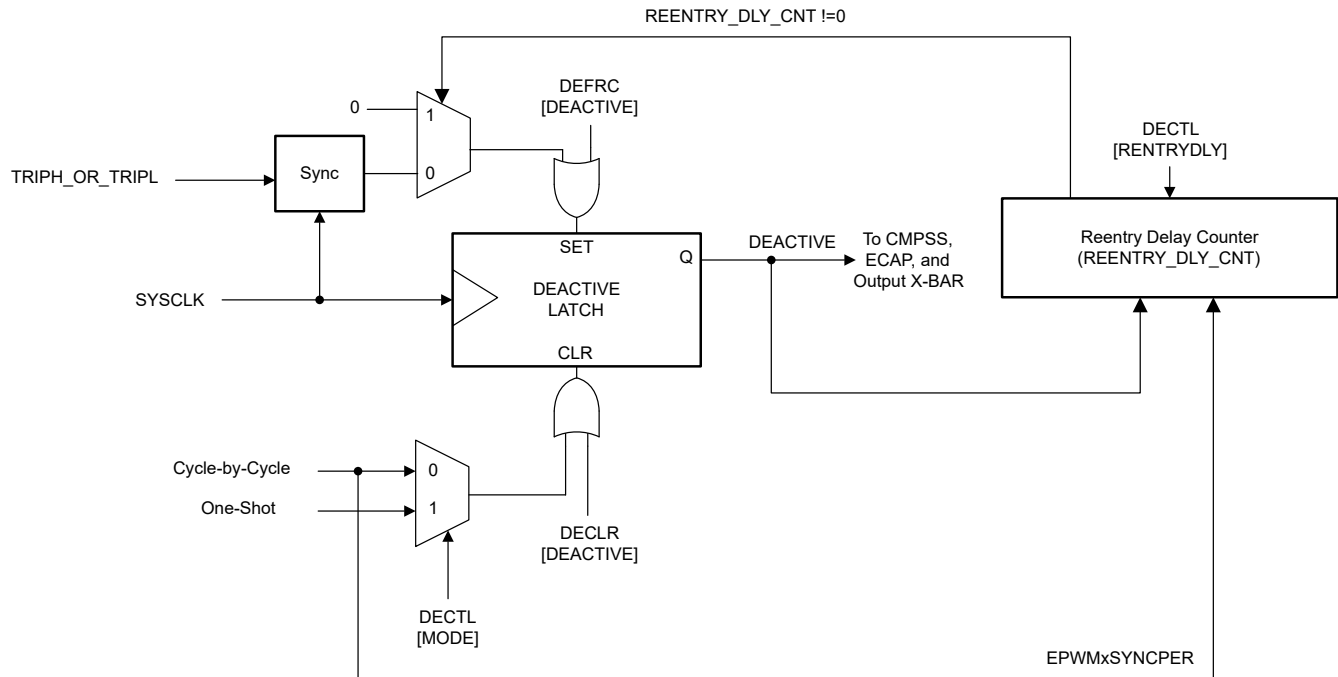 REENTRY_DLY_CNT !=0
DEFRC
[DEACTIVE]
0
1
DECTL
[RENTRYDLY]
TRIPH_OR_TRIPL
Sync
0
SET
DEACTIVE
Q
To CMPSS,
ECAP, and
Output X-BAR
Reentry Delay Counter
(REENTRY_DLY_CNT)
SYSCLK
DEACTIVE
LATCH
CLR
Cycle-by-Cycle
0
One-Shot
1
DECLR
[DEACTIVE]
DECTL
[MODE]
EPWMxSYNCPER